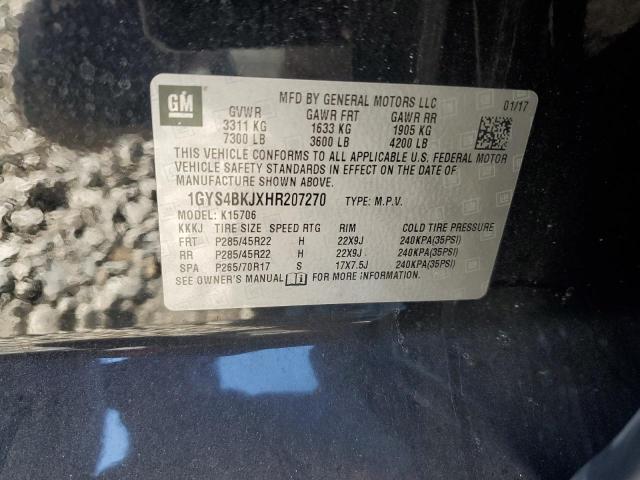 GM
MFD BY GENERAL MOTORS LLC 01/17
GVWR GAWR FRT GAWR RR
3311 KG 1633 KG 1905 KG
7300 LB 3600 LB 4200 LB
THIS VEHICLE CONFORMS TO ALL APPLICABLE U.S. FEDERAL MOTOR
VEHICLE SAFETY STANDARDS IN EFFECT ON THE DATE OF
MANUFACTURE SHOWN ABOVE.
1GYS4BKJXHR207270 TYPE: M.P.V.
MODEL: K15706
KKKJ TIRE SIZE SPEED RTG RIM COLD TIRE PRESSURE
FRT P285/45R22 H 22X9J 240KPA(35PSI)
RR P285/45R22 H 22X9J 240KPA(35PSI)
SPA P265/70R17 S 17X7.5J 240KPA(35PSI)
SEE OWNER'S MANUAL FOR MORE INFORMATION.